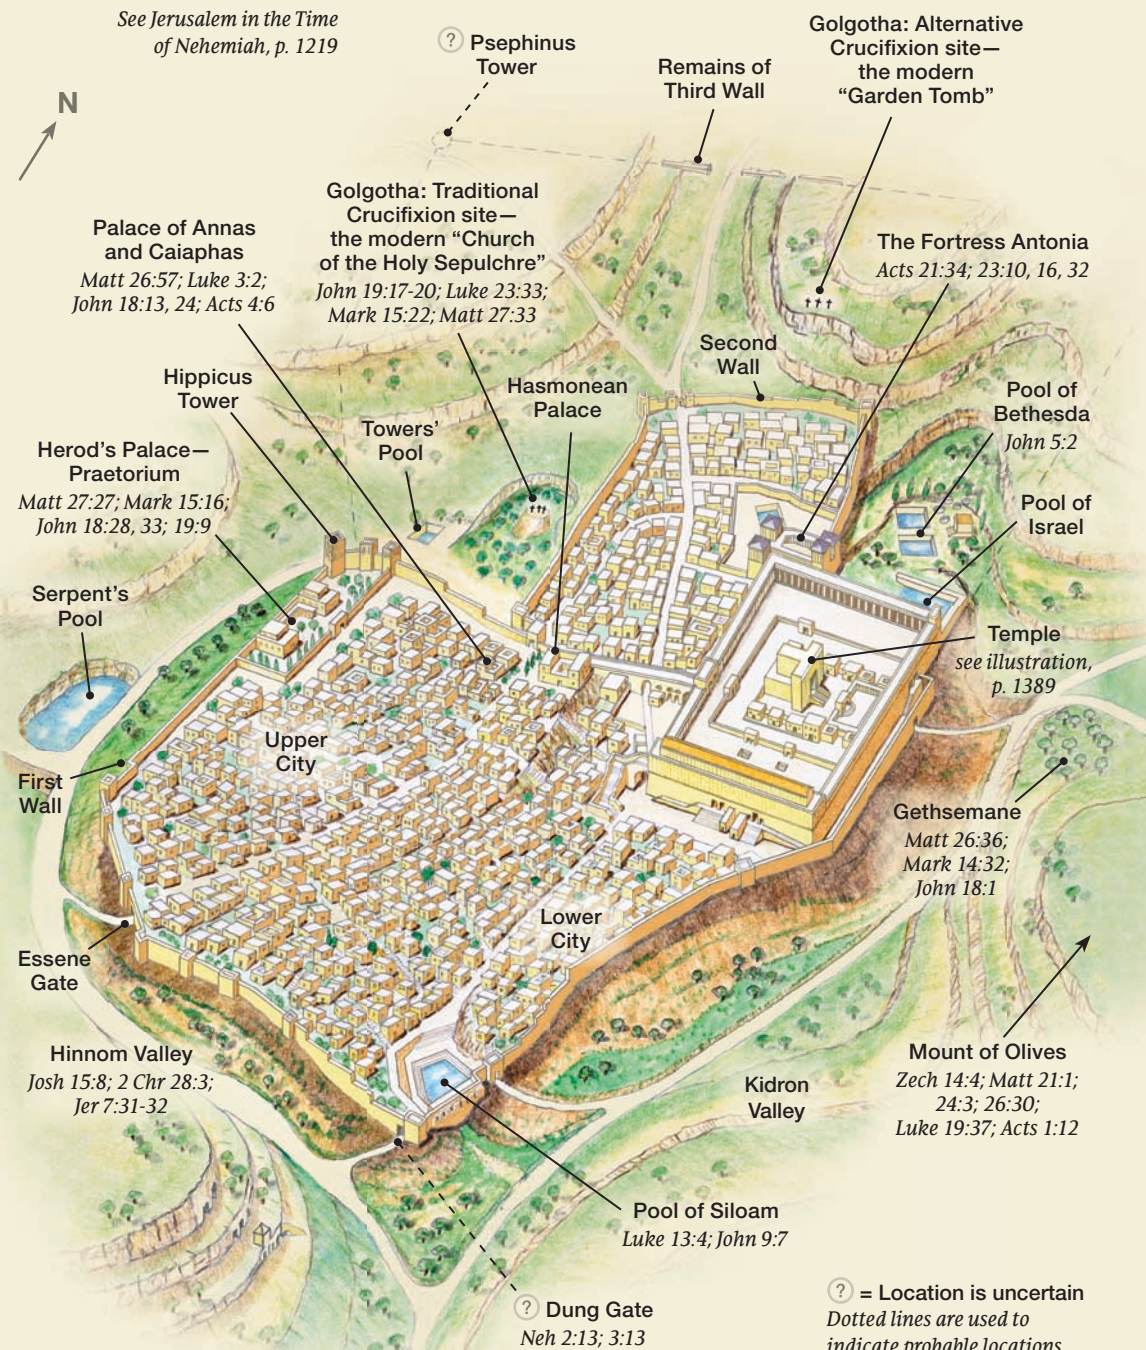 See Jerusalem in the Time
of Nehemiah, p. 1219
N
? Psephinus
Tower
Remains of
Third Wall
Golgotha: Alternative
Crucifixion site—
the modern
“Garden Tomb”
Golgotha: Traditional
Crucifixion site—
the modern “Church
of the Holy Sepulchre”
John 19:17-20; Luke 23:33;
Mark 15:22; Matt 27:33
Palace of Annas
and Caiaphas
Matt 26:57; Luke 3:2;
John 18:13, 24; Acts 4:6
The Fortress Antonia
Acts 21:34; 23:10, 16, 32
Second
Wall
Hippicus
Tower
Hasmonean
Palace
Pool of
Bethesda
John 5:2
Towers’
Pool
Herod’s Palace—
Praetorium
Matt 27:27; Mark 15:16;
John 18:28, 33; 19:9
Pool of
Israel
Serpent’s
Pool
Temple
see illustration,
p. 1389
Upper
City
First
Wall
Gethsemane
Matt 26:36;
Mark 14:32;
John 18:1
Lower
City
Essene
Gate
Hinnom Valley
Josh 15:8; 2 Chr 28:3;
Jer 7:31-32
Mount of Olives
Zech 14:4; Matt 21:1;
24:3; 26:30;
Luke 19:37; Acts 1:12
Kidron
Valley
Pool of Siloam
Luke 13:4; John 9:7
? Dung Gate
Neh 2:13; 3:13
? = Location is uncertain
Dotted lines are used to
indicate probable locations